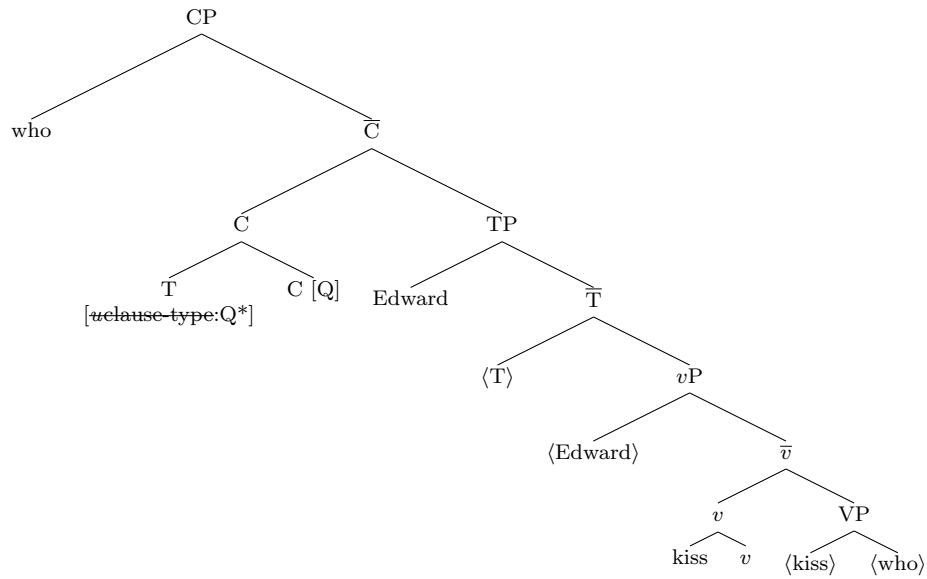 CP
who
C̅
C
TP
T
C [Q]
Edward
T̅
[uclause-type:Q*]
⟨T⟩
vP
⟨Edward⟩
v̅
v
VP
kiss
v
⟨kiss⟩
⟨who⟩